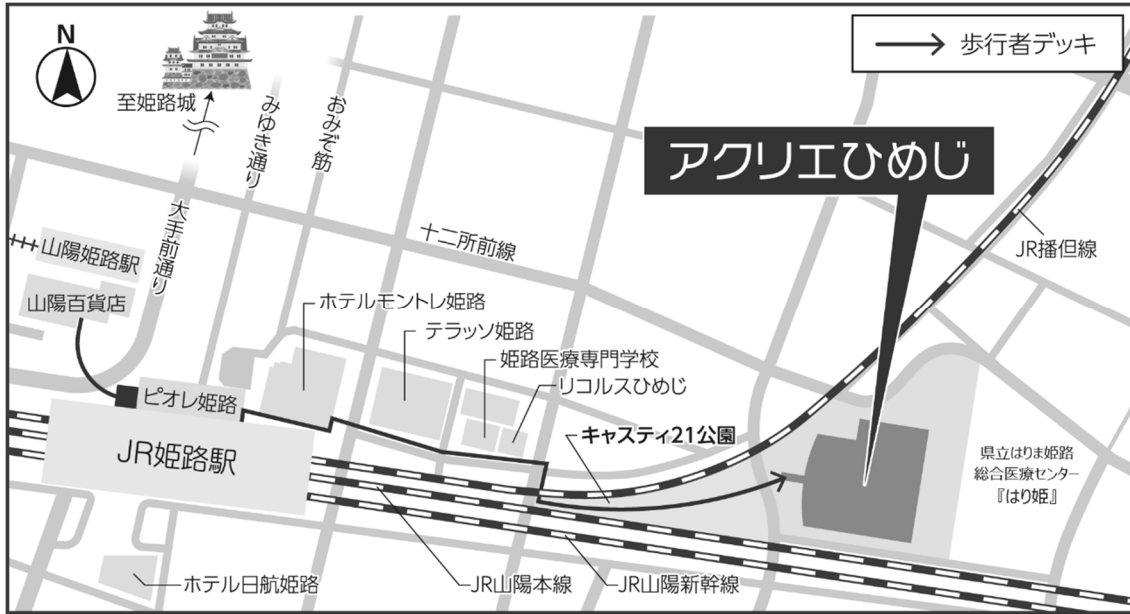 N
至姫路城
みゆき通り
おみぞ筋
大手前通り
歩行者デッキ
アクリエひめじ
十二所前線
JR播但線
山陽姫路駅
山陽百貨店
ホテルモントレ姫路
テラッソ姫路
姫路医療専門学校
リコルスひめじ
ピオレ姫路
キャスティ21公園
JR姫路駅
県立はりま姫路
総合医療センター
『はり姫』
ホテル日航姫路
JR山陽本線
JR山陽新幹線